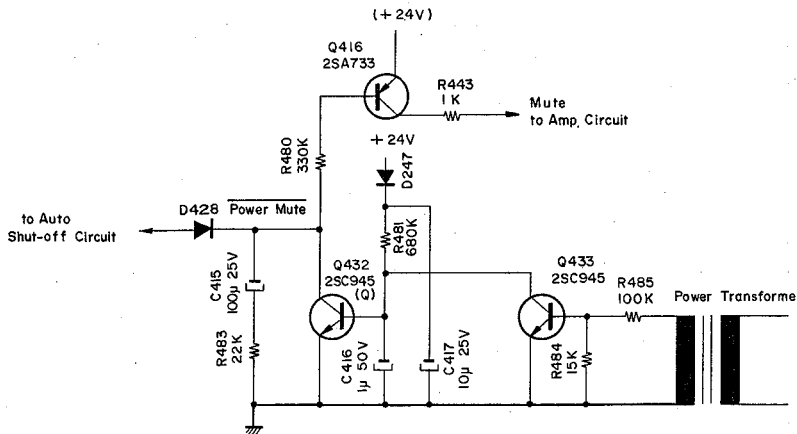 (+24V)
Q416
2SA733
R443
1K
Mute
to Amp. Circuit
+24V
R480
330K
D247
D428
Power Mute
to Auto
Shut-off Circuit
R481
680K
Q432
2SC945
(Q)
Q433
2SC945
R485
100K
Power Transforme
C415
100μ 25V
R483
22K
C416
1μ 50V
C417
10μ 25V
R484
15K